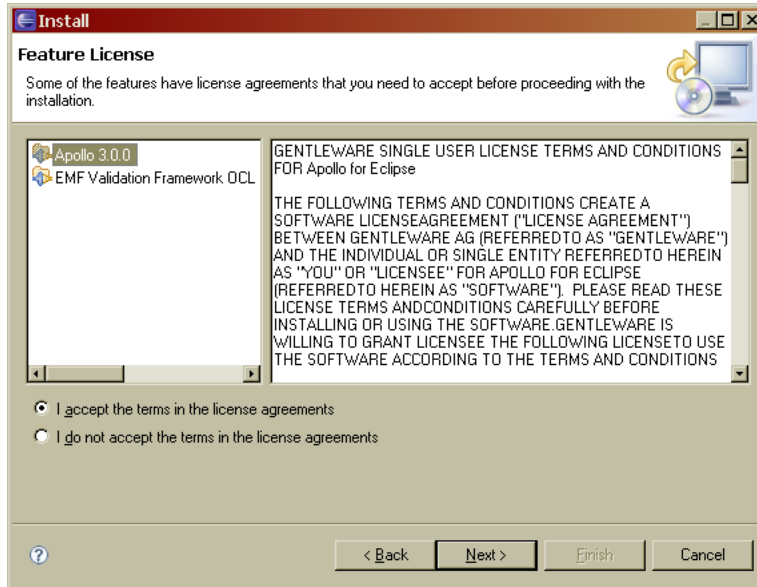 Install
Feature License
Some of the features have license agreements that you need to accept before proceeding with the
installation.
Apollo 3.0.0
EMF Validation Framework OCL
GENTLEWARE SINGLE USER LICENSE TERMS AND CONDITIONS
FOR Apollo for Eclipse
THE FOLLOWING TERMS AND CONDITIONS CREATE A
SOFTWARE LICENSEAGREEMENT ("LICENSE AGREEMENT")
BETWEEN GENTLEWARE AG (REFERREDTO AS "GENTLEWARE")
AND THE INDIVIDUAL OR SINGLE ENTITY REFERREDTO HEREIN
AS "YOU" OR "LICENSEE" FOR APOLLO FOR ECLIPSE
(REFERREDTO HEREIN AS "SOFTWARE").  PLEASE READ THESE
LICENSE TERMS ANDCONDITIONS CAREFULLY BEFORE
INSTALLING OR USING THE SOFTWARE.GENTLEWARE IS
WILLING TO GRANT LICENSEE THE FOLLOWING LICENSETO USE
THE SOFTWARE ACCORDING TO THE TERMS AND CONDITIONS
I accept the terms in the license agreements
I do not accept the terms in the license agreements
< Back Next > Finish Cancel